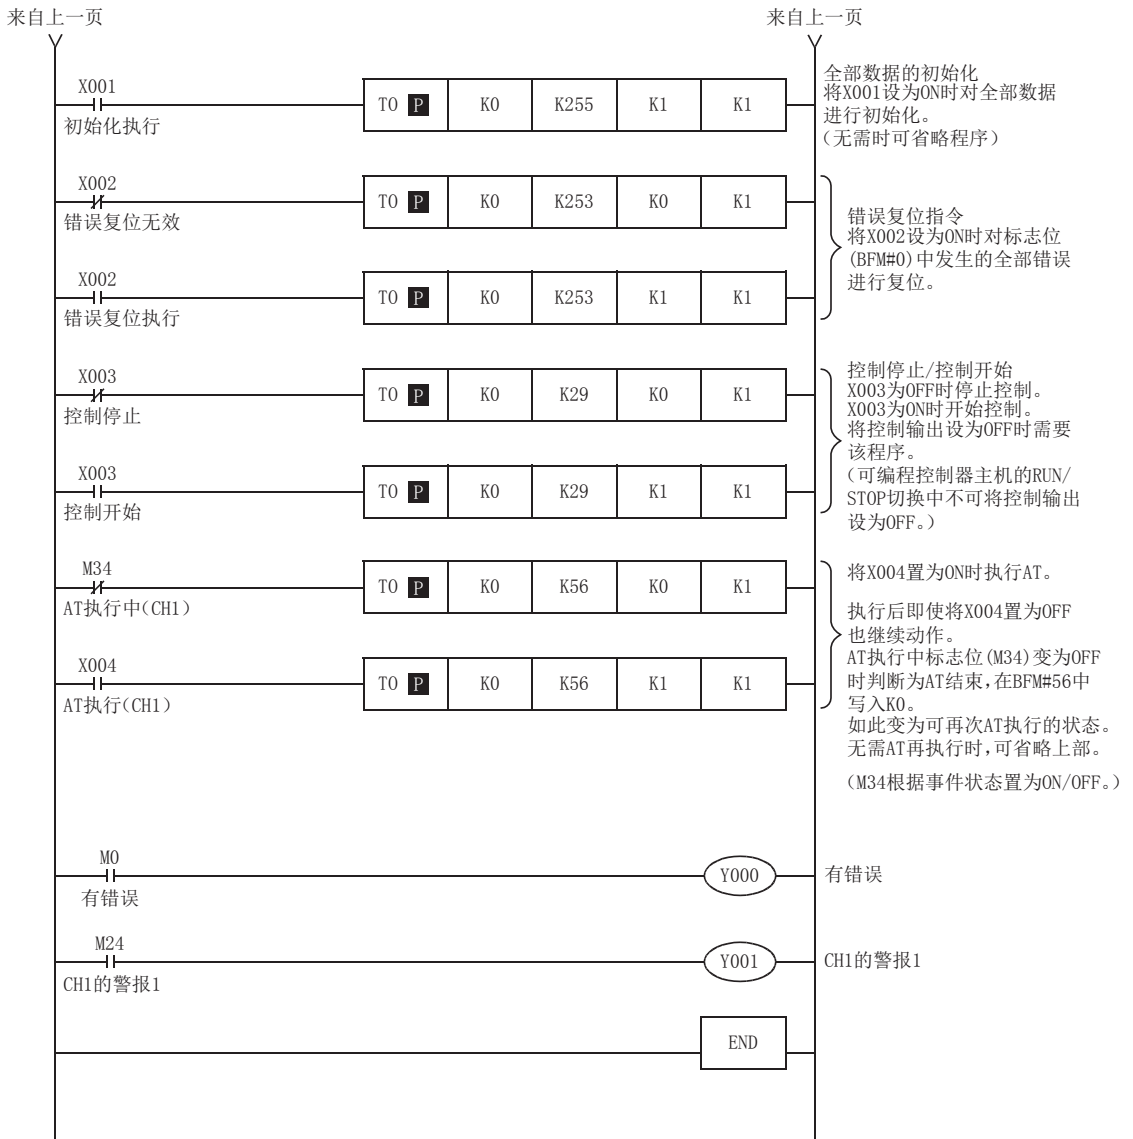 来自上一页 来自上一页
X001
初始化执行
TO P K0 K255 K1 K1
全部数据的初始化
将X001设为ON时对全部数据
进行初始化。
(无需时可省略程序)
X002
错误复位无效
TO P K0 K253 K0 K1
X002
错误复位执行
TO P K0 K253 K1 K1
错误复位指令
将X002设为ON时对标志位
(BFM#0)中发生的全部错误
进行复位。
X003
控制停止
TO P K0 K29 K0 K1
X003
控制开始
TO P K0 K29 K1 K1
控制停止/控制开始
X003为OFF时停止控制。
X003为ON时开始控制。
将控制输出设为OFF时需要
该程序。
(可编程控制器主机的RUN/
STOP切换中不可将控制输出
设为OFF。)
M34
AT执行中(CH1)
TO P K0 K56 K0 K1
X004
AT执行(CH1)
TO P K0 K56 K1 K1
将X004置为ON时执行AT。
执行后即使将X004置为OFF
也继续动作。
AT执行中标志位(M34)变为OFF
时判断为AT结束,在BFM#56中
写入K0。
如此变为可再次AT执行的状态。
无需AT再执行时,可省略上部。
(M34根据事件状态置为ON/OFF。)
M0
有错误
Y000
有错误
M24
CH1的警报1
Y001
CH1的警报1
END